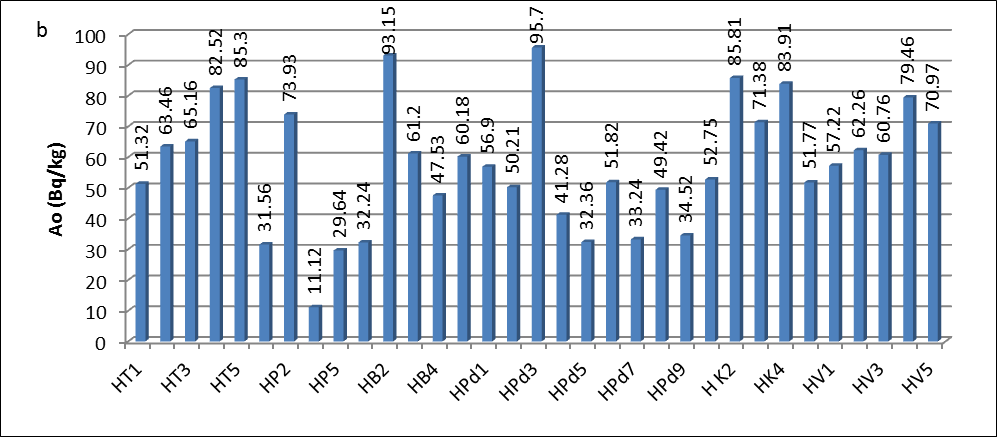 b
Ao (Bq/kg)
100
90
80
70
60
50
40
30
20
10
0
51.32
63.46
65.16
82.52
85.3
31.56
73.93
11.12
29.64
32.24
93.15
61.2
47.53
60.18
56.9
50.21
95.7
41.28
32.36
51.82
33.24
49.42
34.52
52.75
85.81
71.38
83.91
51.77
57.22
62.26
60.76
79.46
70.97
HT1
HT3
HT5
HP2
HP5
HB2
HB4
HPd1
HPd3
HPd5
HPd7
HPd9
H K2
HK4
HV1
HV3
HV5